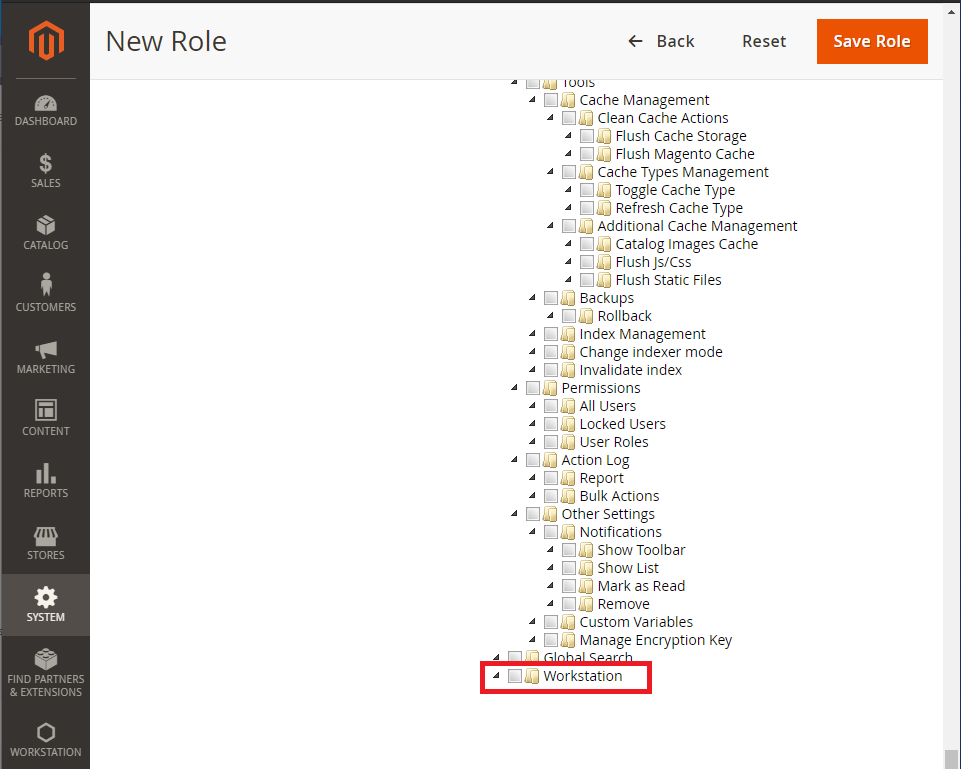 New Role
Back
Reset
Save Role
DASHBOARD
SALES
CATALOG
CUSTOMERS
MARKETING
CONTENT
REPORTS
STORES
SYSTEM
FIND PARTNERS
& EXTENSIONS
WORKSTATION
Tools
Cache Management
Clean Cache Actions
Flush Cache Storage
Flush Magento Cache
Cache Types Management
Toggle Cache Type
Refresh Cache Type
Additional Cache Management
Catalog Images Cache
Flush Js/Css
Flush Static Files
Backups
Rollback
Index Management
Change indexer mode
Invalidate index
Permissions
All Users
Locked Users
User Roles
Action Log
Report
Bulk Actions
Other Settings
Notifications
Show Toolbar
Show List
Mark as Read
Remove
Custom Variables
Manage Encryption Key
Global Search
Workstation